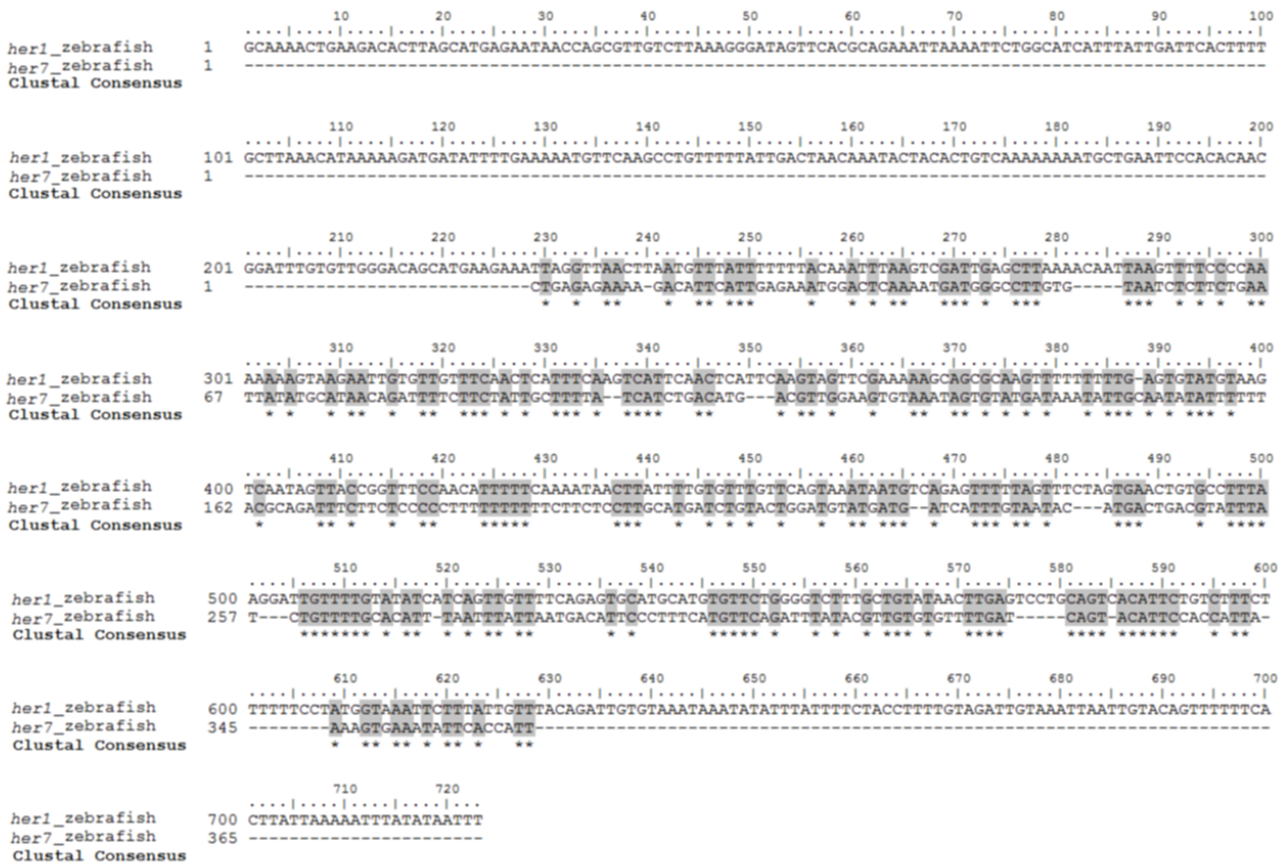 10 20 30 40 50 60 70 80 90 100
her1_zebrafish 1 GCAAAACTGAAGACACTTAGCATGAGAATAACCAGCGTTGTCTTAAAGGGATAGTTCACGCAGAAATTAAAATTCTGGCATCATTTATTGATTCACTTTT
her7_zebrafish 1 ----------------------------------------------------------------------------------------------------
Clustal Consensus
110 120 130 140 150 160 170 180 190 200
her1_zebrafish 101 GCTTAAACATAAAAAGATGATATTTTGAAAAATGTTCAAGCCTGTTTTTATTGACTAACAAATACTACACTGTCAAAAAAAATGCTGAATTCCACACAAC
her7_zebrafish 1 ----------------------------------------------------------------------------------------------------
Clustal Consensus
210 220 230 240 250 260 270 280 290 300
her1_zebrafish 201 GGATTTGTGTTGGGACAGCATGAAGAAATTAGGTTAACTTAATGTTTATTTTTTTACAAATTTAAGTCGATTGAGCTTAAAACAATTAAGTTTTCCCCAA
her7_zebrafish 1 ----------------------------CTGAGAGAAAA-GACATTCATTGAGAAATGGACTCAAAATGATGGGCCTTGTG-----TAATCTCTTCTGAA
Clustal Consensus * * ** * ** *** * * ** *** * *** *** * * * **
310 320 330 340 350 360 370 380 390 400
her1_zebrafish 301 AAAAAGTAAGAATTGTGTTGTTTCAACTCATTTCAAGTCATTCAACTCATTCAAGTAGTTCGAAAAAGCAGCGCAAGTTTTTTTTTG-AGTGTATGTAAG
her7_zebrafish 67 TTATATGCATAACAGATTTTCTTCTATTGCTTTTA--TCATCTGACATG---ACGTTGGAAGTGTAAATAGTGTATGATAAATATTGCAATATATTTTTT
Clustal Consensus * * * ** * ** *** * * *** * **** ** ** * * ** ** * * * * *** * * *** *
410 420 430 440 450 460 470 480 490 500
her1_zebrafish 400 TCAATAGTTACCGGTTTCCAACATTTTTCAAAATAACTTATTTTTGTGTTTGTTCAGTAAATAATGTCAGAGTTTTTAGTTTCTAGTGAACTGTGCCTTTA
her7_zebrafish 162 ACGCAGATTTCTTCTCCCCCTTTTTTTTTTCTTCTCCTTGCATGATCTGTACTGGATGTATGATG--ATCATTTGTAATAC---ATGACTGACGTATTTA
Clustal Consensus * ** * * ** ***** *** * * ** * * ** *** * *** ** * *** * ****
510 520 530 540 550 560 570 580 590 600
her1_zebrafish 500 AGGATTGTTTTGTATATCATCAGTTGTTTTCAGAGTGCATGCATGTGTTCTGGGGTCTTTGCTGTATAACTTGAGTCCTGCAGTCACATTCTGTCTTCT
her7_zebrafish 257 T---CTGTTTTGCACATT-TAATTTATTAATGACATTCCCTTTCATGTTCAGATTTATACGTTGTGTGTTTTGAT-----CAGT-ACATTCCACCATTA-
Clustal Consensus ******* * ** * ** ** * * ***** * * * *** * **** **** ****** * **
610 620 630 640 650 660 670 680 690 700
her1_zebrafish 600 TTTTTCCTATGGTAAATTCTTTATTGTTTACAGATTGTGTAAATAAATATATTTATTTTCTACCTTTTGTAGATTGTAAATTAATTGTACAGTTTTTTCA
her7_zebrafish 345 --------AAAGTGAAATATTCACCATT------------------------------------------------------------------------
Clustal Consensus * ** ** * ** * **
710 720
her1_zebrafish 700 CTTATTAAAAATTTATATAATTT
her7_zebrafish 365 -----------------------
Clustal Consensus